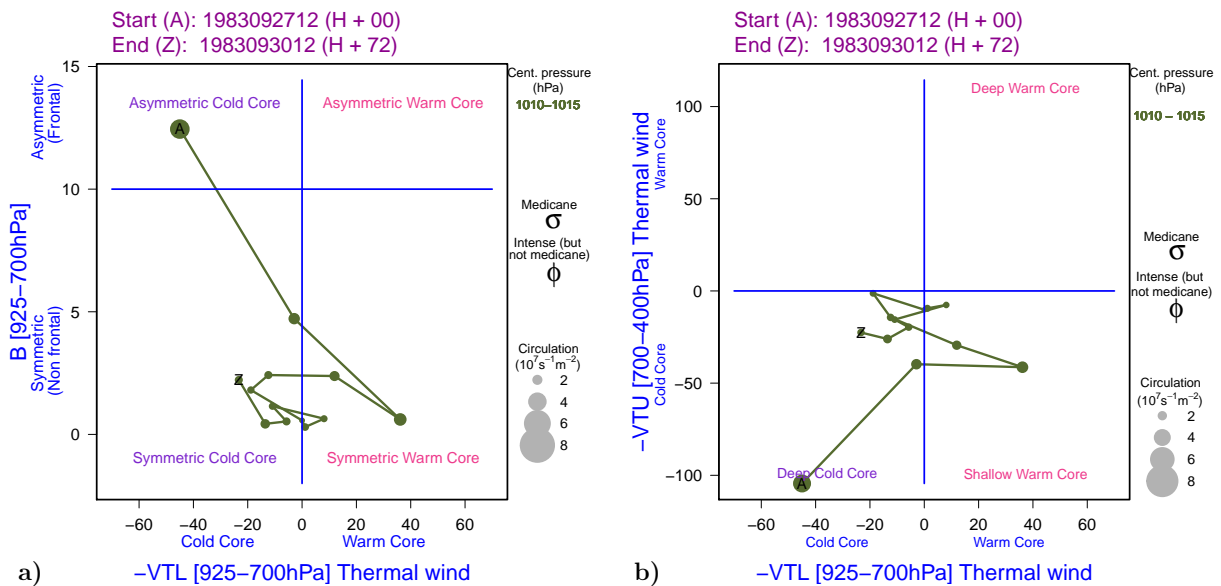 Start (A): 1983092712 (H + 00)
End (Z): 1983093012 (H + 72)
15
10
5
0
Asymmetric Cold Core
Asymmetric Warm Core
Symmetric Cold Core
Symmetric Warm Core
A
Z
B [925−700hPa]
Asymmetric
(Frontal)
Symmetric
(Non frontal)
−60 −40 −20 0 20 40 60
Cold Core
Warm Core
−VTL [925−700hPa] Thermal wind
a)
Cent. pressure
(hPa)
1010−1015
Medicane
σ
Intense (but
not medicane)
ϕ
Circulation
(10⁷s⁻¹m⁻²)
2
4
6
8
Start (A): 1983092712 (H + 00)
End (Z): 1983093012 (H + 72)
100
50
0
−50
−100
Deep Warm Core
Deep Cold Core
Shallow Warm Core
Z
A
−VTU [700−400hPa] Thermal wind
Warm Core
Cold Core
−60 −40 −20 0 20 40 60
Cold Core
Warm Core
−VTL [925−700hPa] Thermal wind
b)
Cent. pressure
(hPa)
1010 − 1015
Medicane
σ
Intense (but
not medicane)
ϕ
Circulation
(10⁷s⁻¹m⁻²)
2
4
6
8